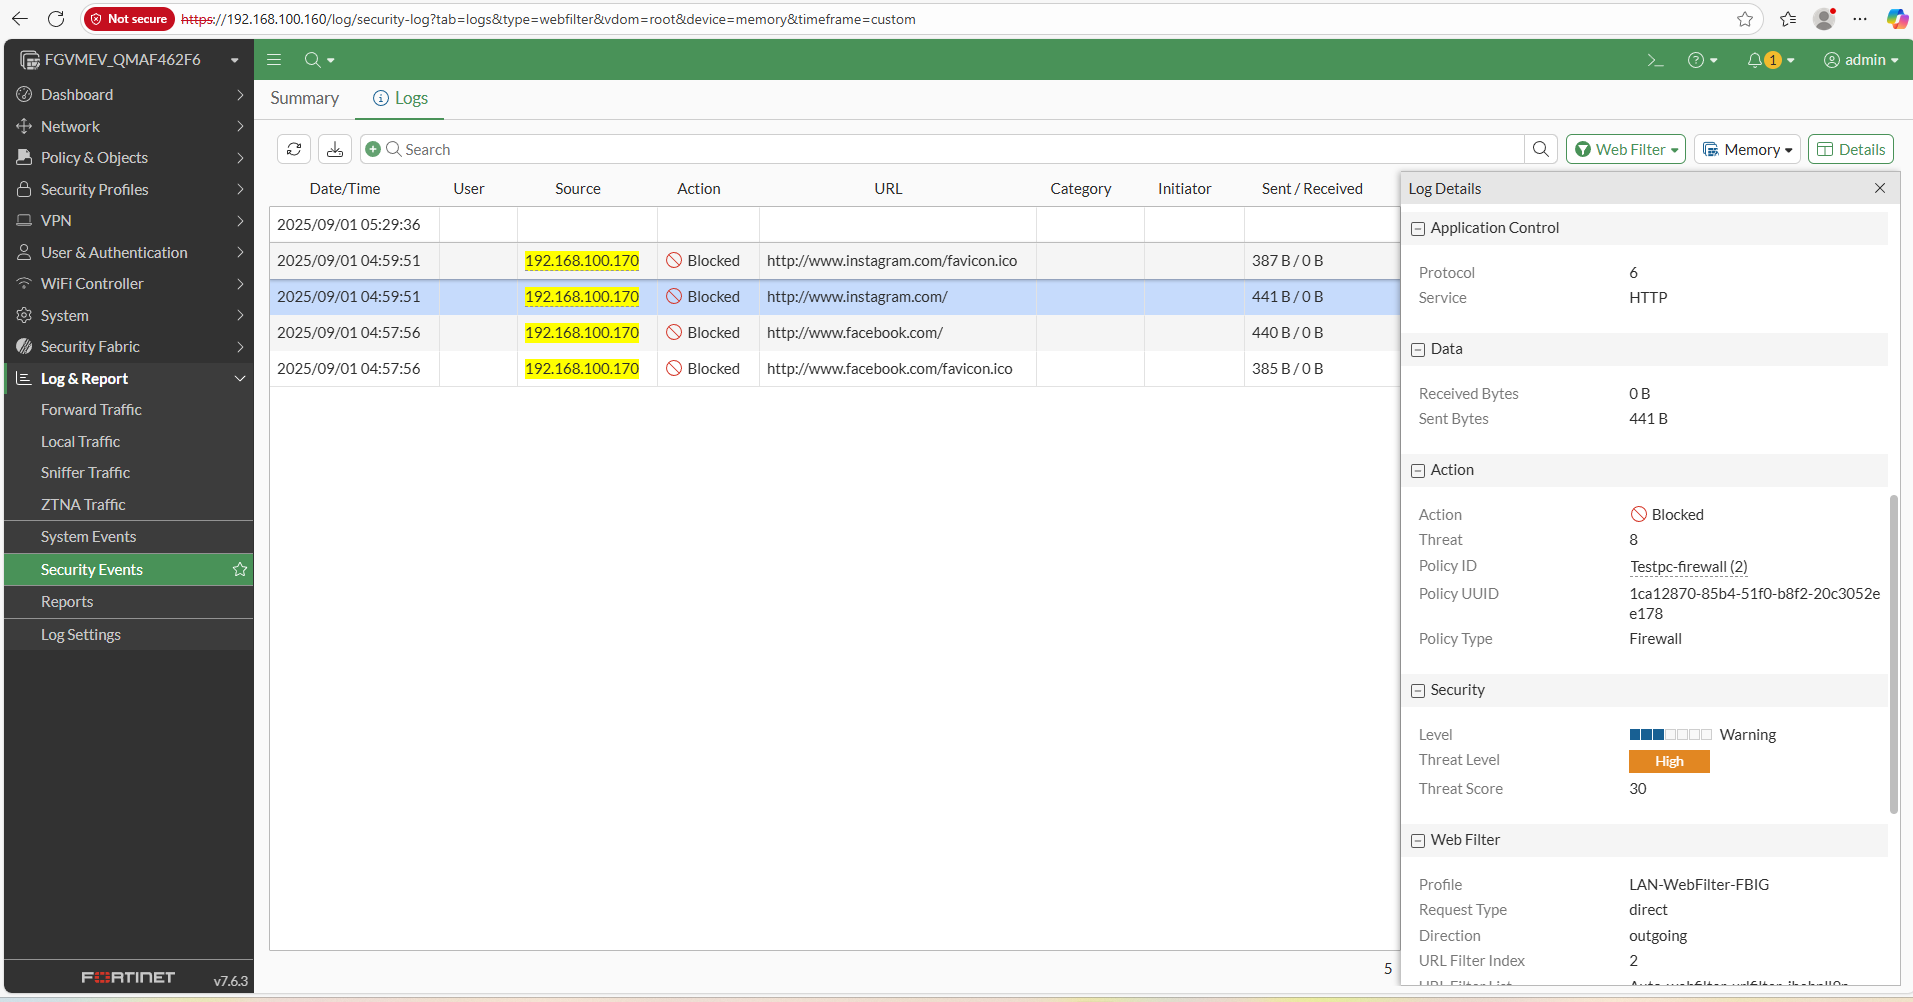 Not secure https://192.168.100.160/log/security-log?tab=logs&type=webfilter&vdom=root&device=memory&timeframe=custom
FGVMEV_QMAF462F6
1 admin
Dashboard
Network
Policy & Objects
Security Profiles
VPN
User & Authentication
WiFi Controller
System
Security Fabric
Log & Report
Forward Traffic
Local Traffic
Sniffer Traffic
ZTNA Traffic
System Events
Security Events
Reports
Log Settings
FORTINET v7.6.3
Summary Logs
Search Web Filter Memory Details
Date/Time User Source Action URL Category Initiator Sent / Received
2025/09/01 05:29:36
2025/09/01 04:59:51 192.168.100.170 Blocked http://www.instagram.com/favicon.ico 387 B / 0 B
2025/09/01 04:59:51 192.168.100.170 Blocked http://www.instagram.com/ 441 B / 0 B
2025/09/01 04:57:56 192.168.100.170 Blocked http://www.facebook.com/ 440 B / 0 B
2025/09/01 04:57:56 192.168.100.170 Blocked http://www.facebook.com/favicon.ico 385 B / 0 B
5
Log Details
Application Control
Protocol 6
Service HTTP
Data
Received Bytes 0 B
Sent Bytes 441 B
Action
Action Blocked
Threat 8
Policy ID Testpc-firewall (2)
Policy UUID 1ca12870-85b4-51f0-b8f2-20c3052e
e178
Policy Type Firewall
Security
Level Warning
Threat Level High
Threat Score 30
Web Filter
Profile LAN-WebFilter-FBIG
Request Type direct
Direction outgoing
URL Filter Index 2
URL Filter List